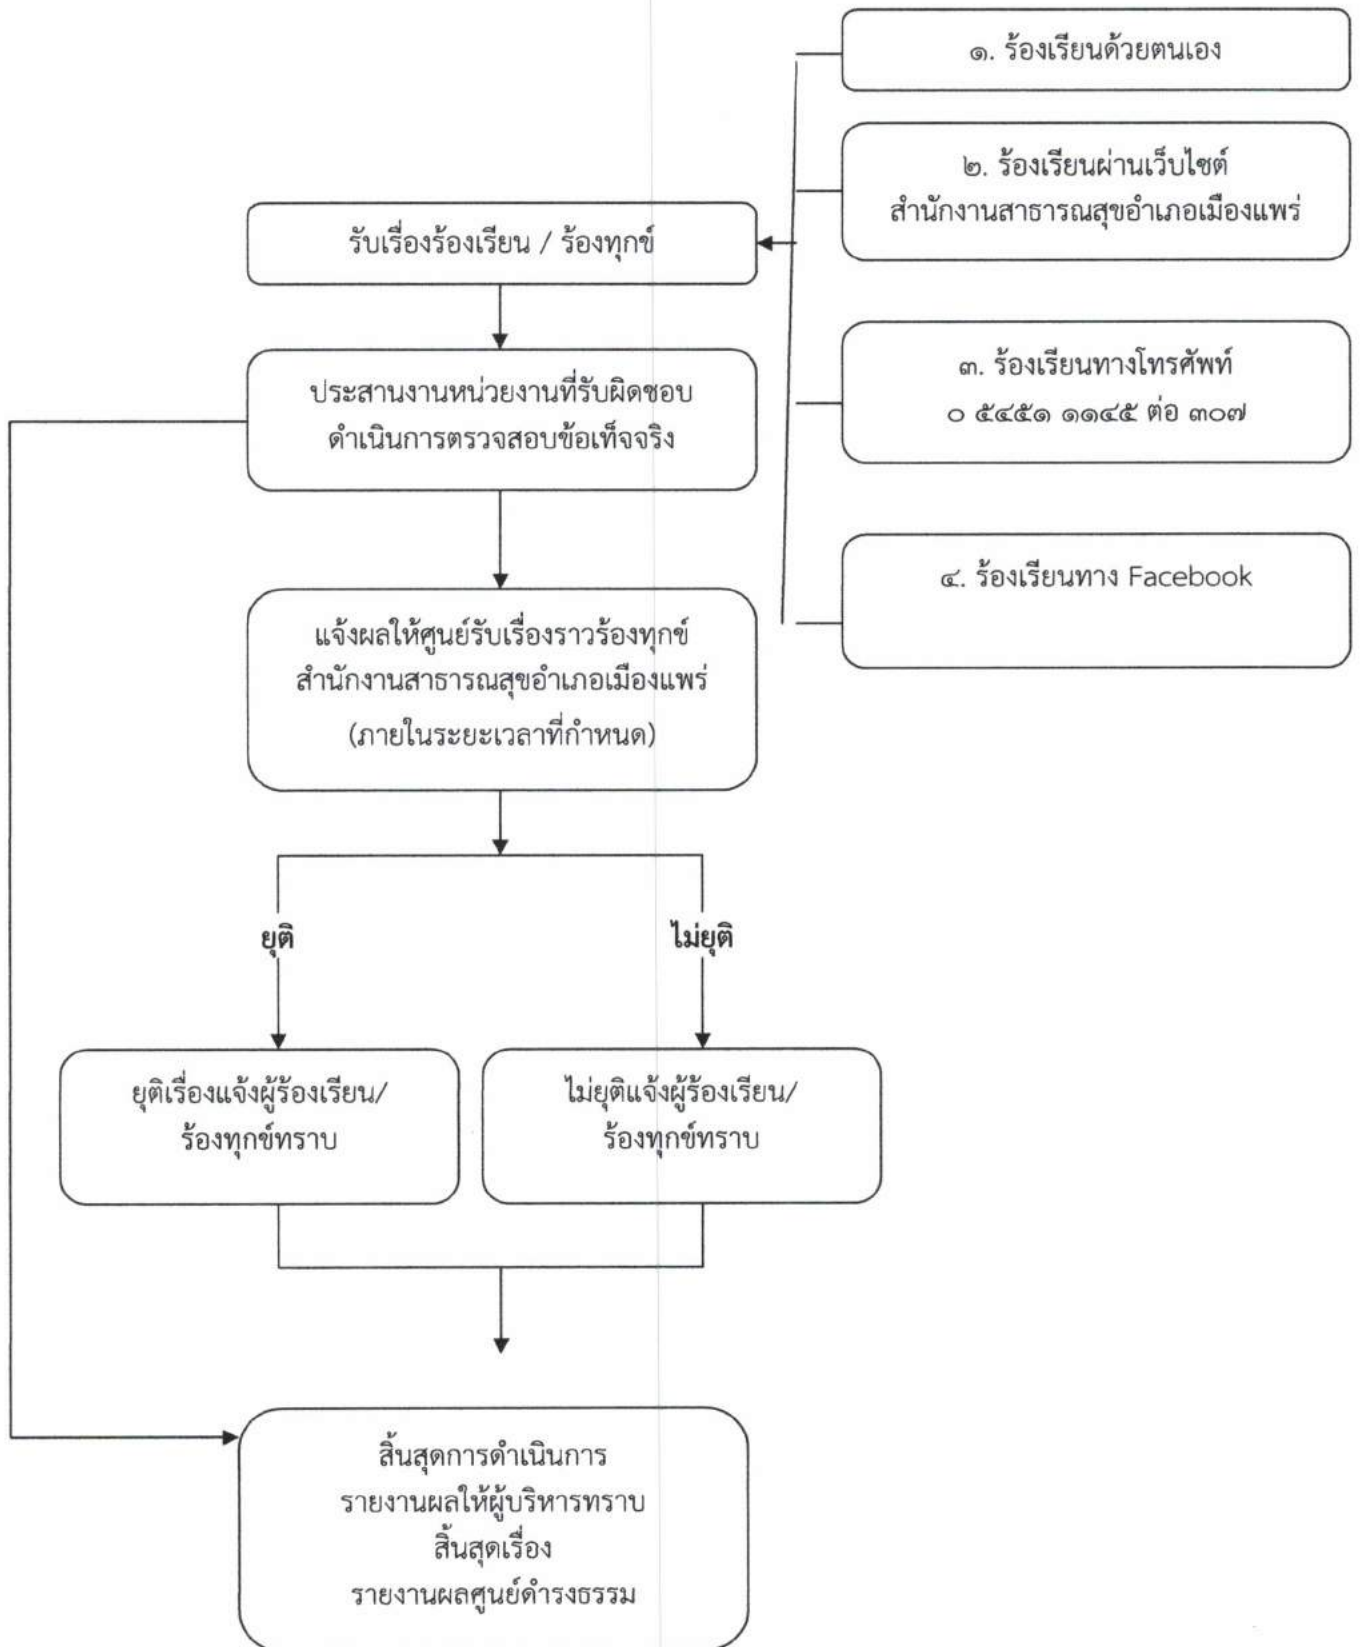 ๑. ร้องเรียนด้วยตนเอง
๒. ร้องเรียนผ่านเว็บไซต์
สำนักงานสาธารณสุขอำเภอเมืองแพร่
รับเรื่องร้องเรียน / ร้องทุกข์
๓. ร้องเรียนทางโทรศัพท์
๐ ๕๔๕๑ ๑๑๔๕ ต่อ ๓๐๗
ประสานงานหน่วยงานที่รับผิดชอบ
ดำเนินการตรวจสอบข้อเท็จจริง
๔. ร้องเรียนทาง Facebook
แจ้งผลให้ศูนย์รับเรื่องราวร้องทุกข์
สำนักงานสาธารณสุขอำเภอเมืองแพร่
(ภายในระยะเวลาที่กำหนด)
ยุติ
ไม่ยุติ
ยุติเรื่องแจ้งผู้ร้องเรียน/
ร้องทุกข์ทราบ
ไม่ยุติแจ้งผู้ร้องเรียน/
ร้องทุกข์ทราบ
สิ้นสุดการดำเนินการ
รายงานผลให้ผู้บริหารทราบ
สิ้นสุดเรื่อง
รายงานผลศูนย์ดำรงธรรม